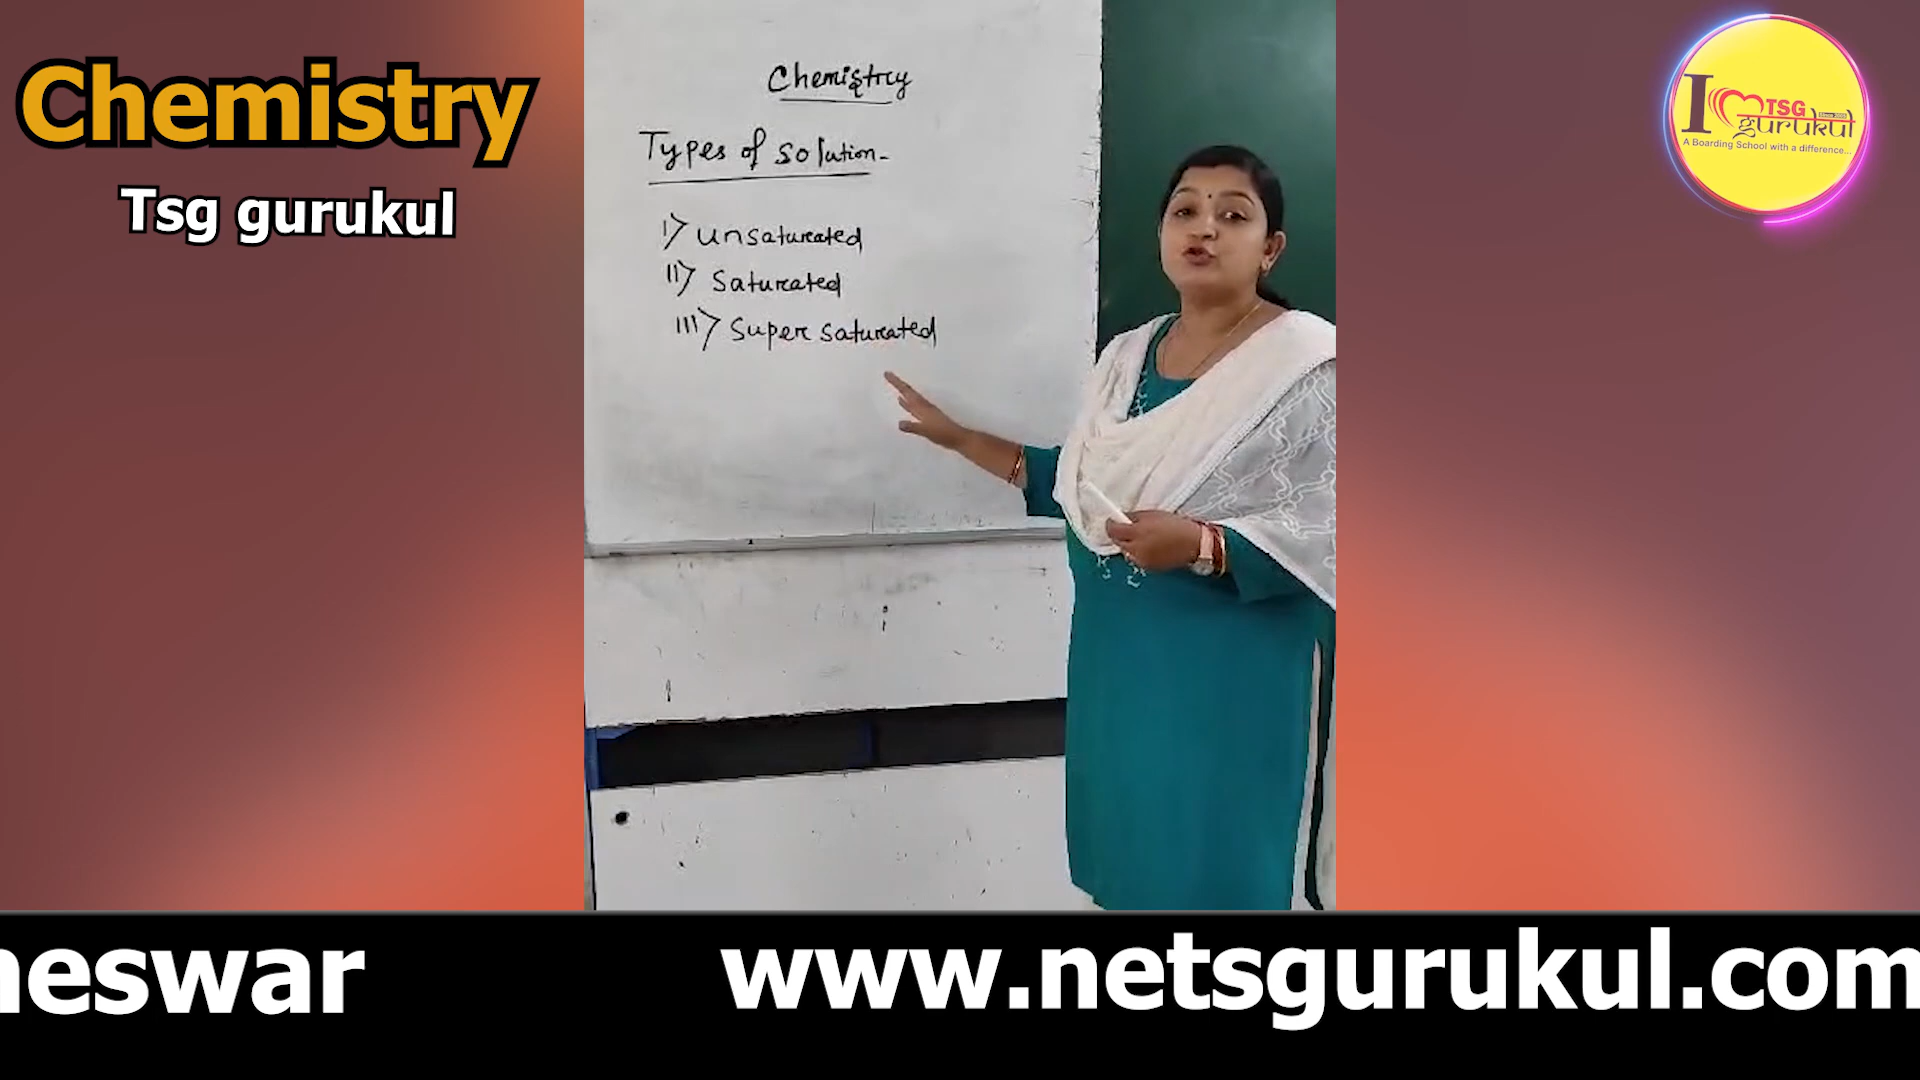 Chemistry
Tsg gurukul
Chemistry
Types of solution-
I) unsaturated
II) Saturated
III) Super saturated
I TSG
gurukul
A Boarding School with a difference...
neswar www.netsgurukul.com